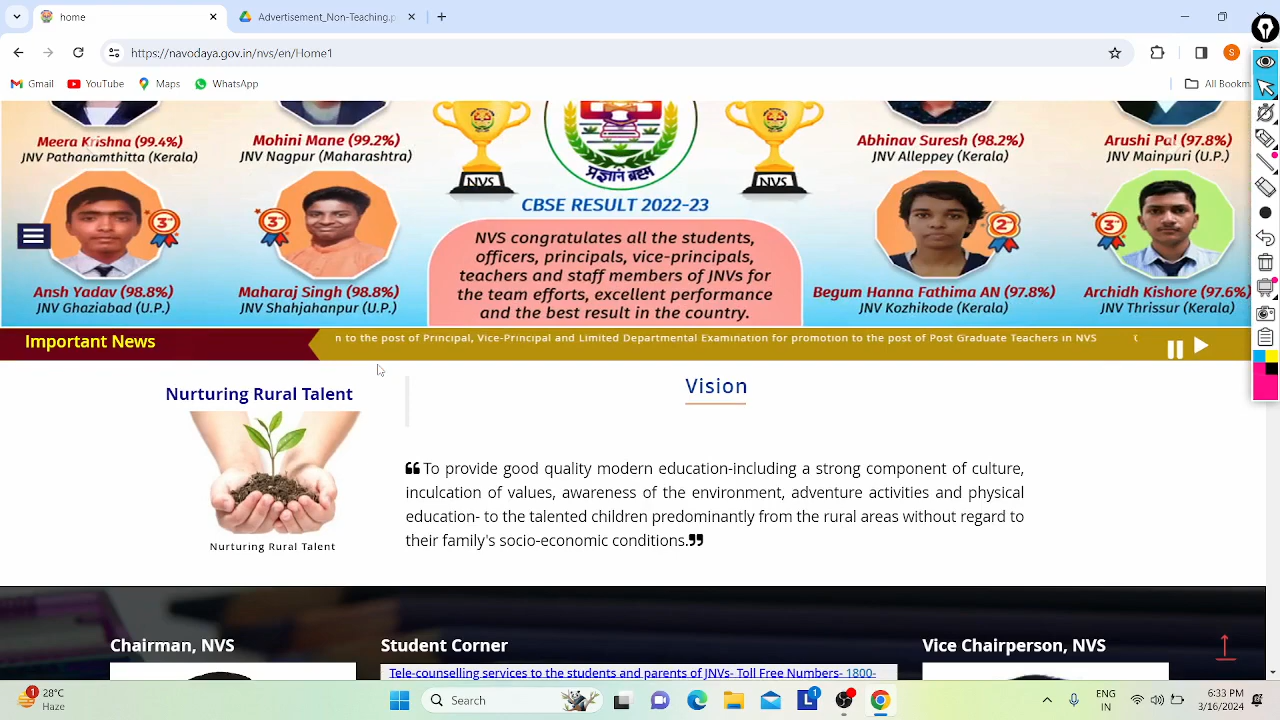 hon
Advertisment_Non-Teaching.p
https://navodaya.gov.in/nvs/en/Home1
S
Gmail
YouTube
Maps
WhatsApp
All Bookm
Meera Krishna (99.4%)
JNV Pathanamthitta (Kerala)
Mohini Mane (99.2%)
JNV Nagpur (Maharashtra)
NVS
प्रज्ञानं ब्रह्म
NVS
Abhinav Suresh (98.2%)
JNV Alleppey (Kerala)
Arushi Pal (97.8%)
JNV Mainpuri (U.P.)
CBSE RESULT 2022-23
NVS congratulates all the students,
officers, principals, vice-principals,
teachers and staff members of JNVs for
the team efforts, excellent performance
and the best result in the country.
3rd
3rd
2nd
3rd
Ansh Yadav (98.8%)
JNV Ghaziabad (U.P.)
Maharaj Singh (98.8%)
JNV Shahjahanpur (U.P.)
Begum Hanna Fathima AN (97.8%)
JNV Kozhikode (Kerala)
Archidh Kishore (97.6%)
JNV Thrissur (Kerala)
Important News
n to the post of Principal, Vice-Principal and Limited Departmental Examination for promotion to the post of Post Graduate Teachers in NVS
Nurturing Rural Talent
Nurturing Rural Talent
Vision
❝ To provide good quality modern education-including a strong component of culture,
inculcation of values, awareness of the environment, adventure activities and physical
education- to the talented children predominantly from the rural areas without regard to
their family's socio-economic conditions.❞
Chairman, NVS
Student Corner
Vice Chairperson, NVS
Tele-counselling services to the students and parents of JNVs- Toll Free Numbers- 1800-
1
28°C
Haze
Search
L
1
ENG
IN
6:33 PM
3/16/2024